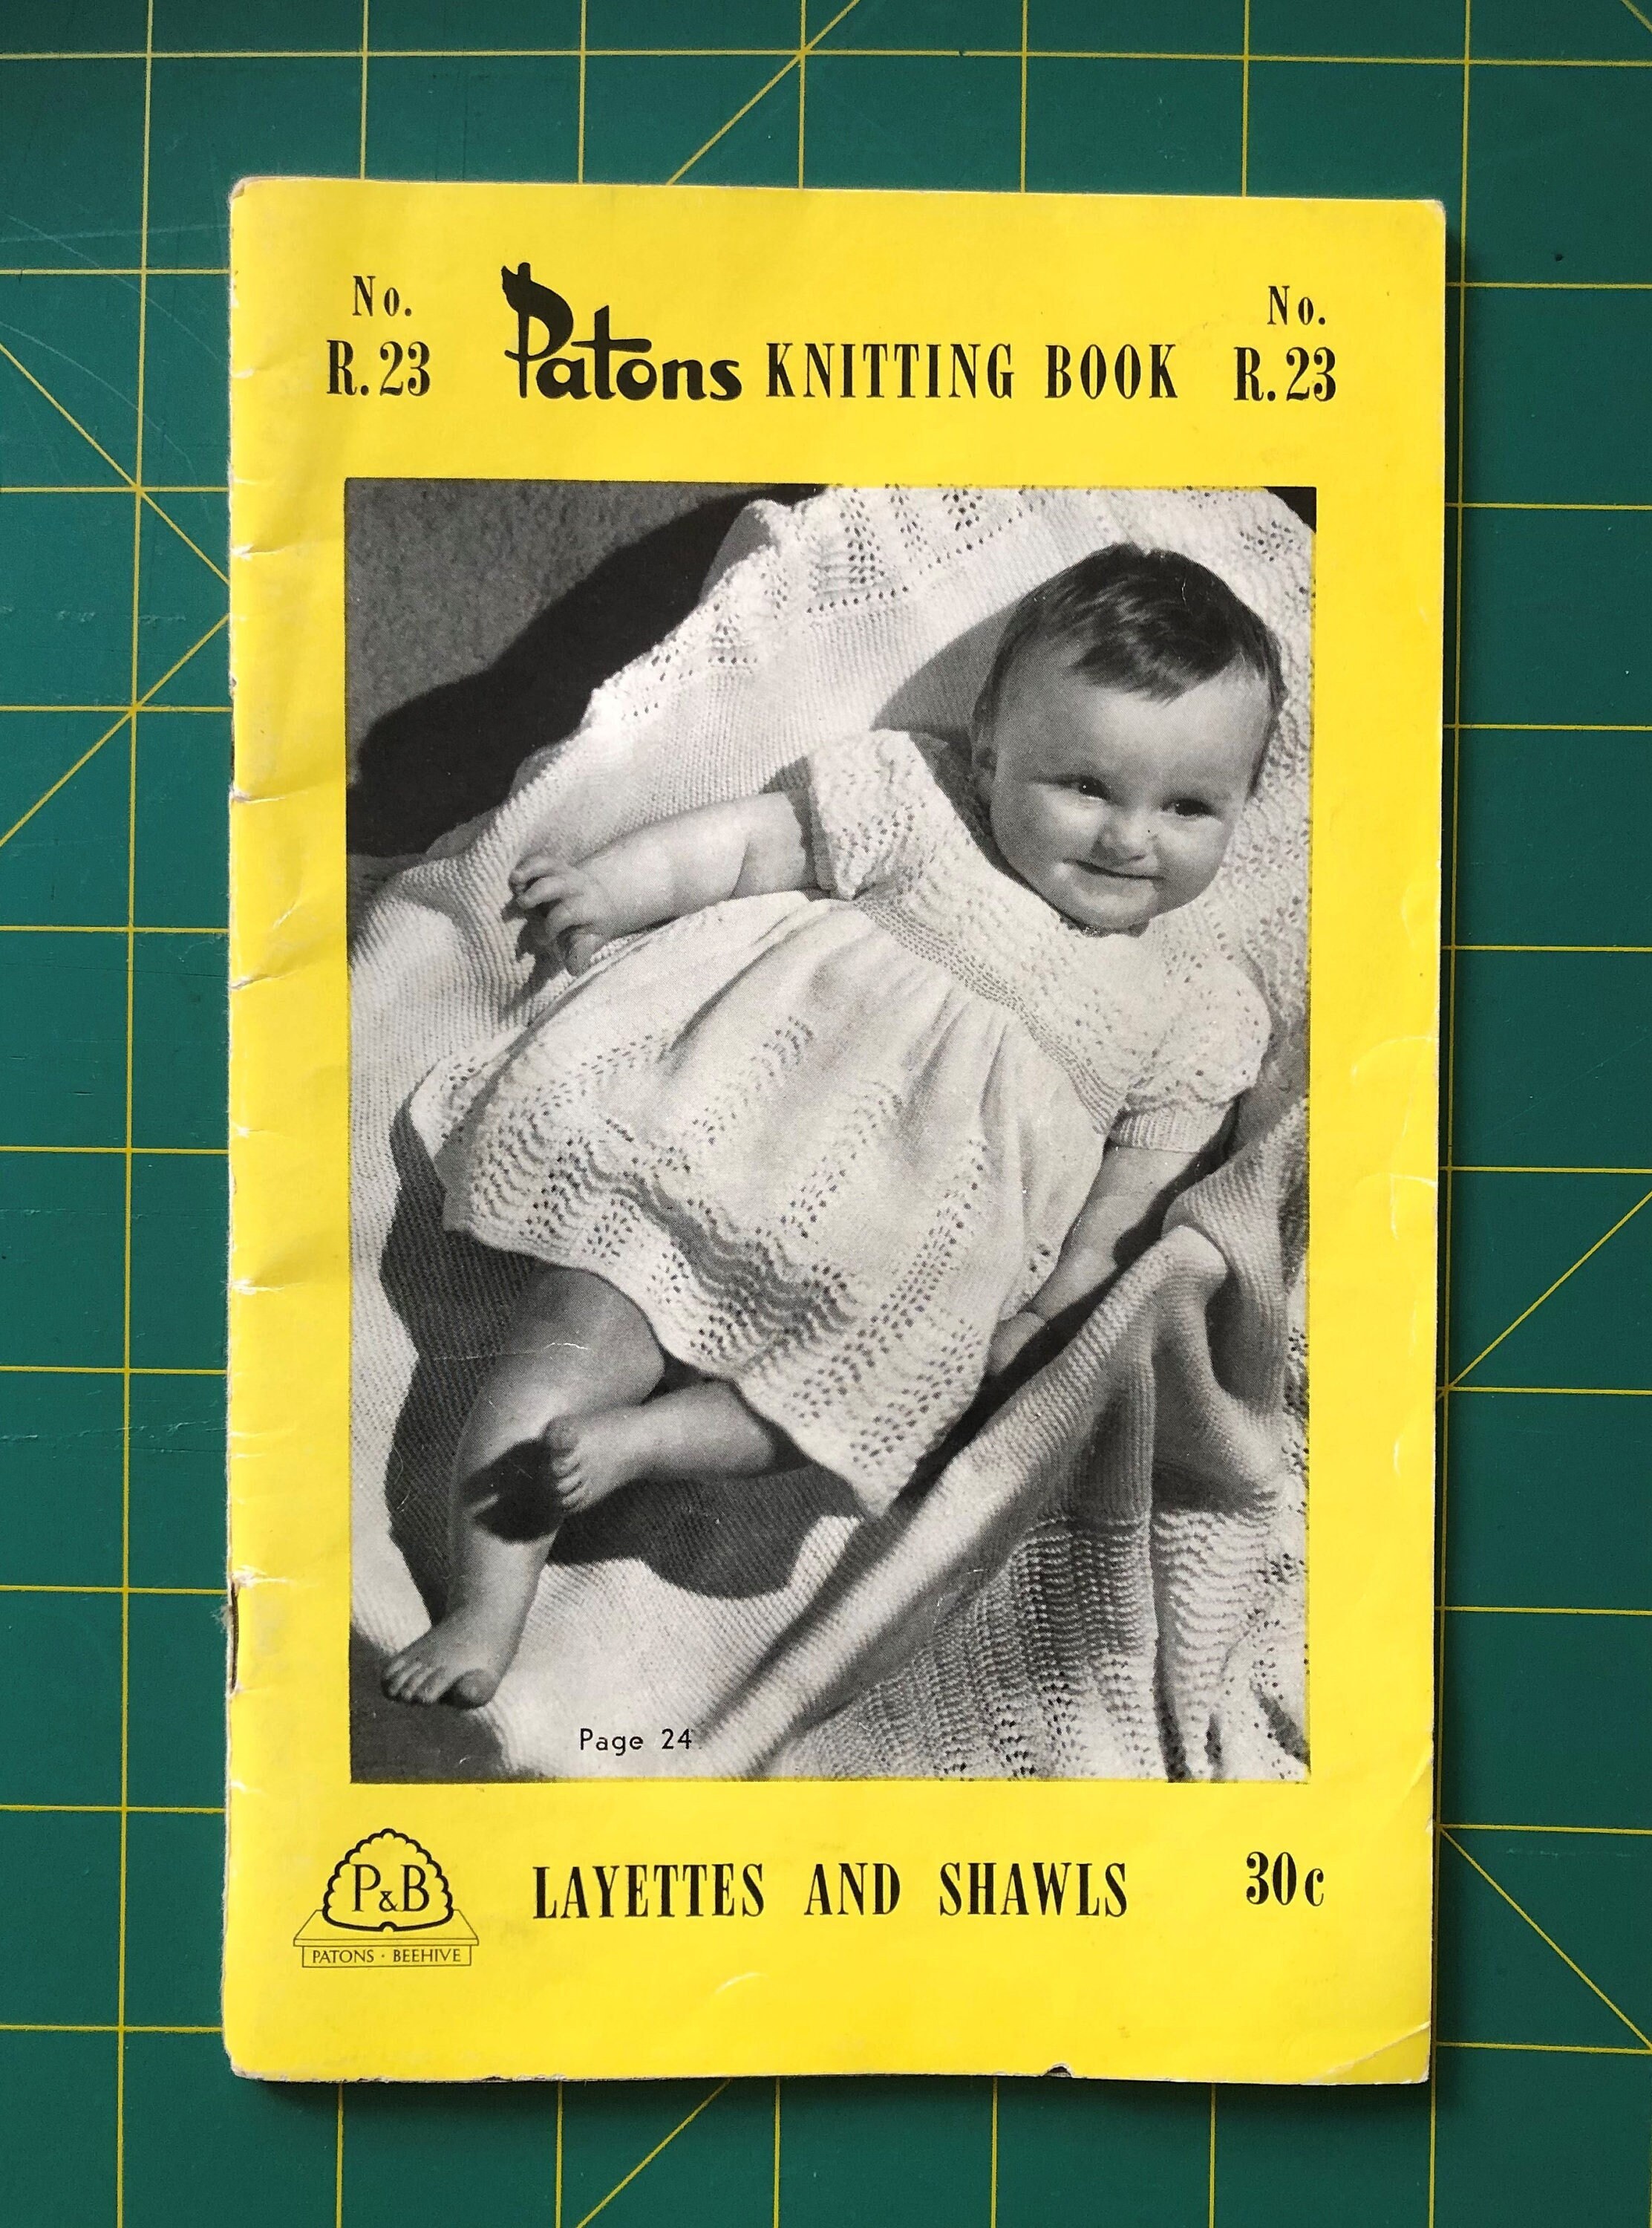 No.
R.23
Patons KNITTING BOOK
No.
R.23
Page 24
P&B
PATONS · BEEHIVE
LAYETTES AND SHAWLS
30c